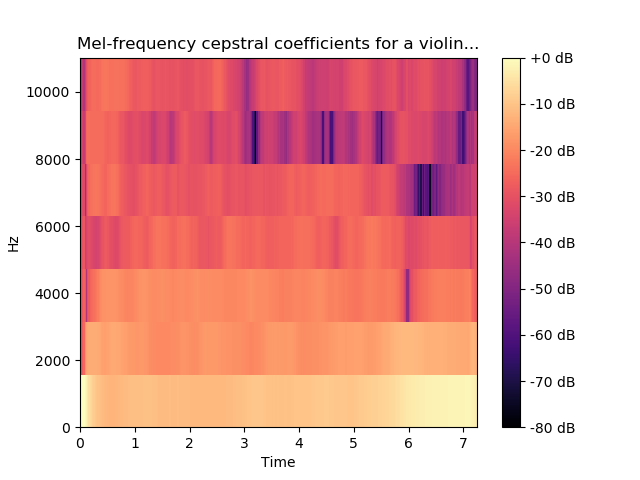 Mel-frequency cepstral coefficients for a violin...
Hz
10000
8000
6000
4000
2000
0
0 1 2 3 4 5 6 7
Time
+0 dB
-10 dB
-20 dB
-30 dB
-40 dB
-50 dB
-60 dB
-70 dB
-80 dB